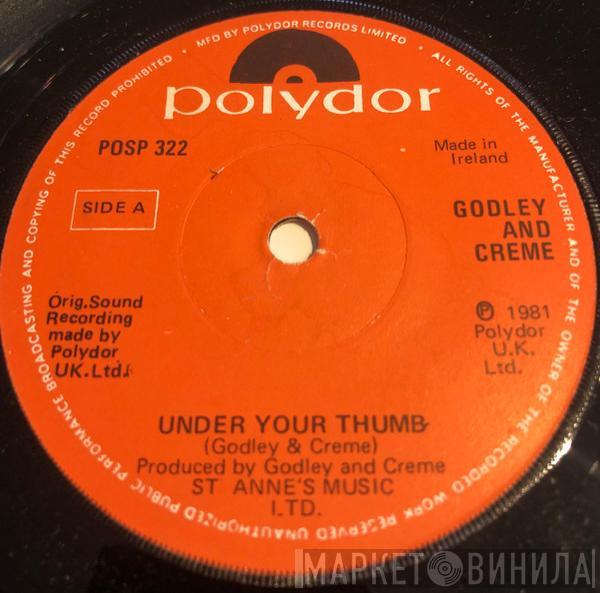 MFD BY POLYDOR RECORDS LIMITED • ALL RIGHTS OF THE MANUFACTURER AND OF THE OWNER OF THE RECORDED WORK RESERVED UNAUTHORIZED PUBLIC PERFORMANCE BROADCASTING AND COPYING OF THIS RECORD PROHIBITED •
polydor
POSP 322
Made in
Ireland
SIDE A
GODLEY
AND
CREME
Orig.Sound
Recording
made by
Polydor
UK.Ltd.
℗ 1981
Polydor
U.K.
Ltd.
UNDER YOUR THUMB
(Godley & Creme)
Produced by Godley and Creme
ST ANNE'S MUSIC
LTD.
МАРКЕТ ВИНИЛА